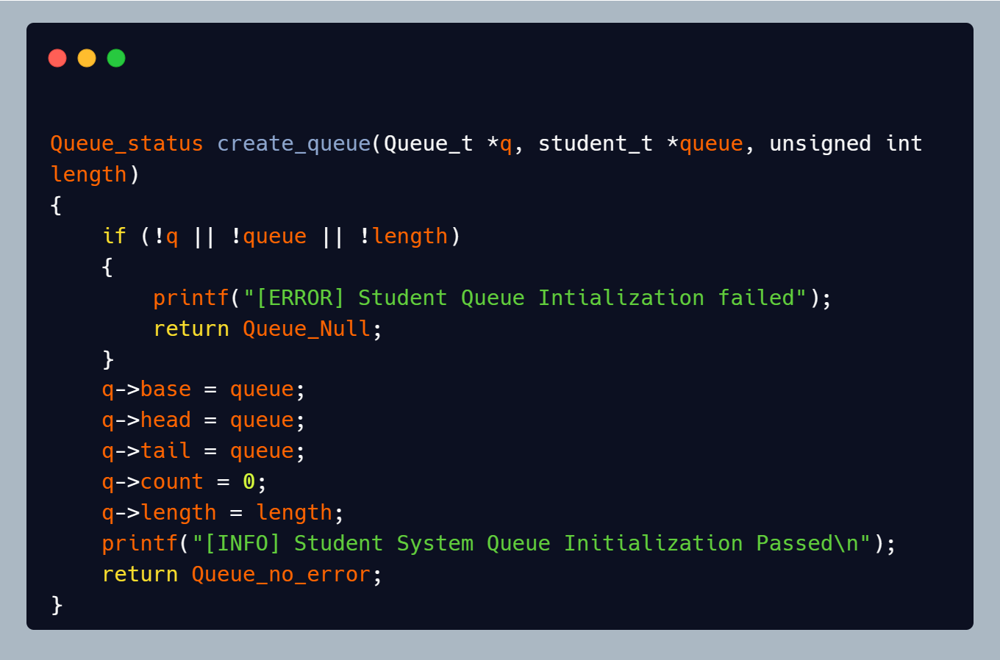 Queue_status create_queue(Queue_t *q, student_t *queue, unsigned int
length)
{
    if (!q || !queue || !length)
    {
        printf("[ERROR] Student Queue Intialization failed");
        return Queue_Null;
    }
    q->base = queue;
    q->head = queue;
    q->tail = queue;
    q->count = 0;
    q->length = length;
    printf("[INFO] Student System Queue Initialization Passed\n");
    return Queue_no_error;
}